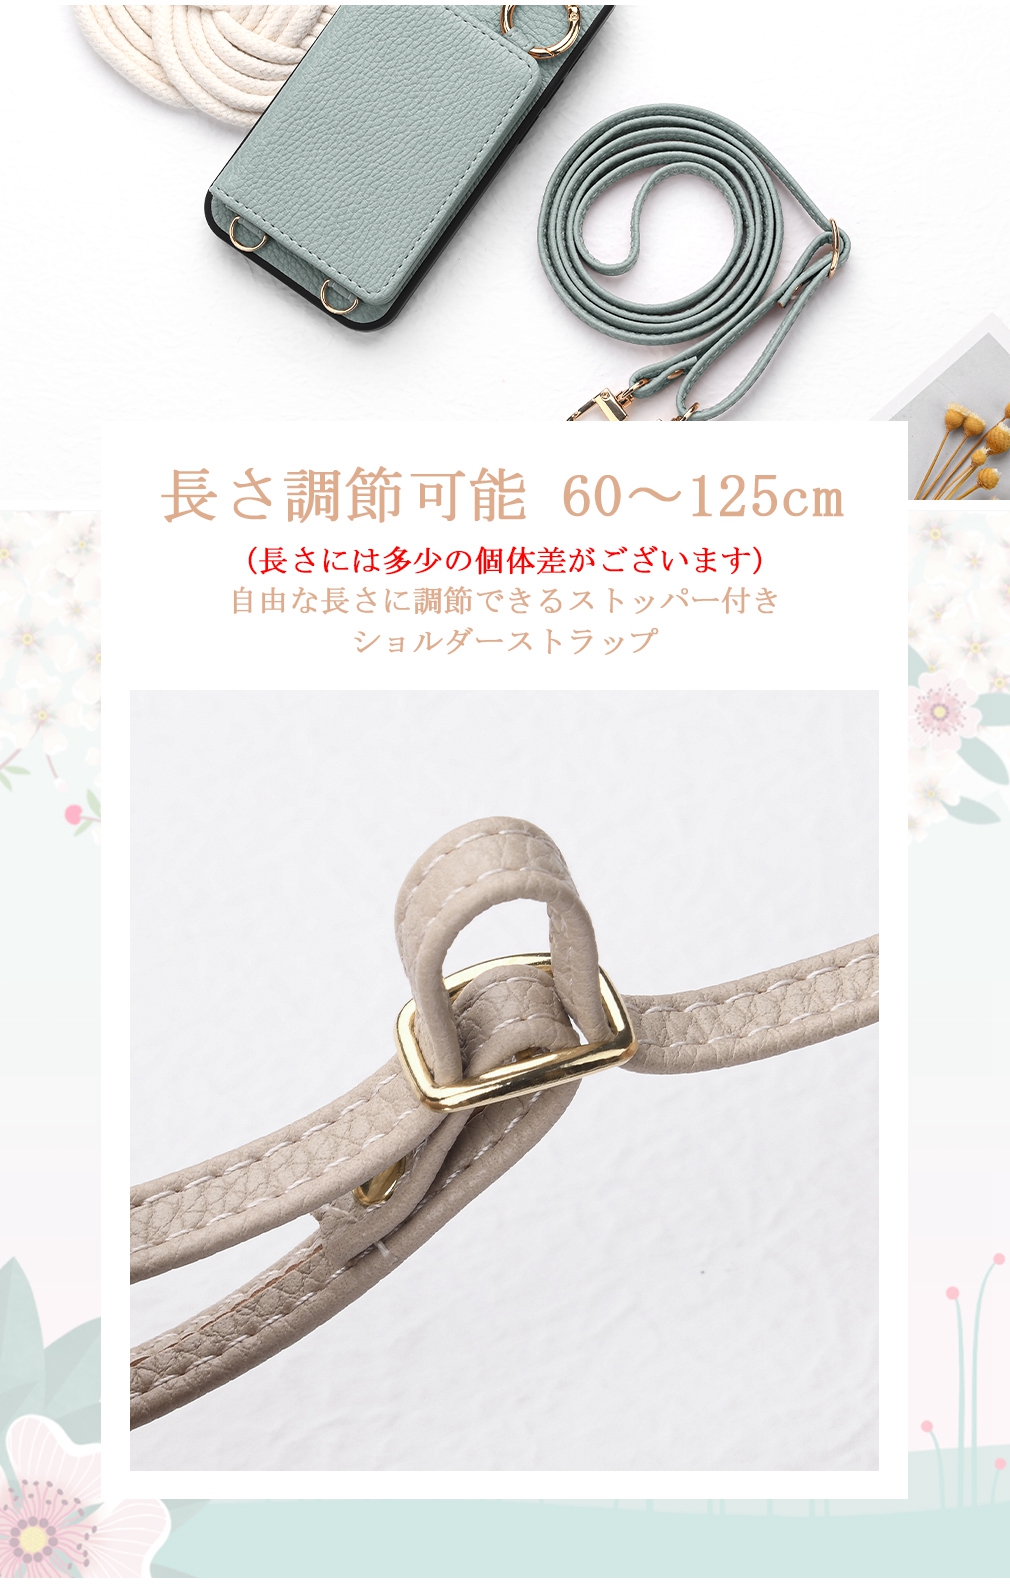 長さ調節可能 60～125cm
（長さには多少の個体差がございます）
自由な長さに調節できるストッパー付き
ショルダーストラップ